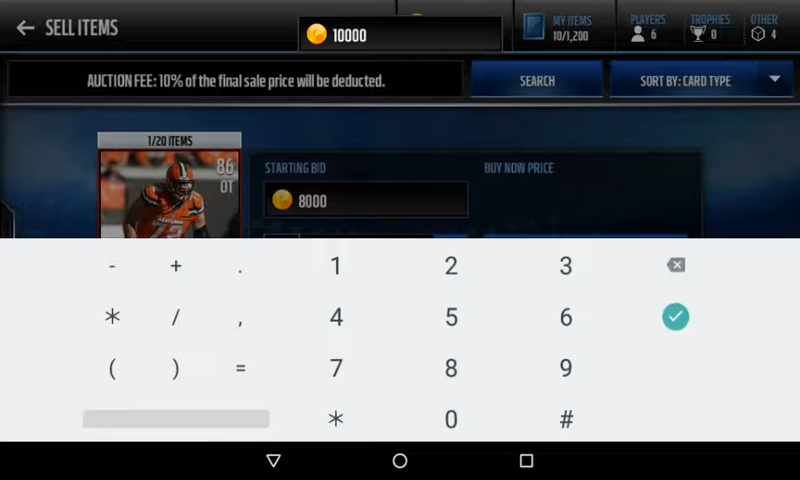 SELL ITEMS
10000
MY ITEMS
10/1,200
PLAYERS
6
TROPHIES
0
OTHER
4
AUCTION FEE: 10% of the final sale price will be deducted.
SEARCH
SORT BY: CARD TYPE
1/20 ITEMS
86
OT
STARTING BID
BUY NOW PRICE
8000
- + . 1 2 3
* / , 4 5 6
( ) = 7 8 9
* 0 #